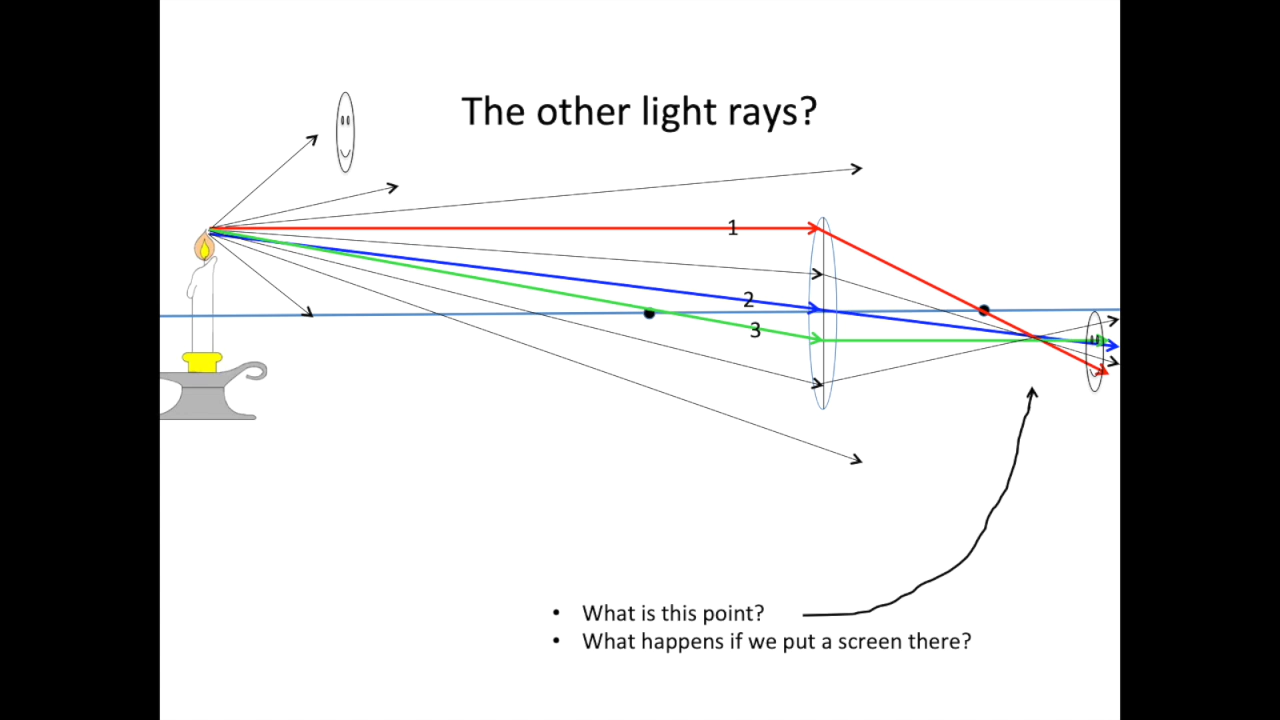 The other light rays?
1
2
3
• What is this point?
• What happens if we put a screen there?